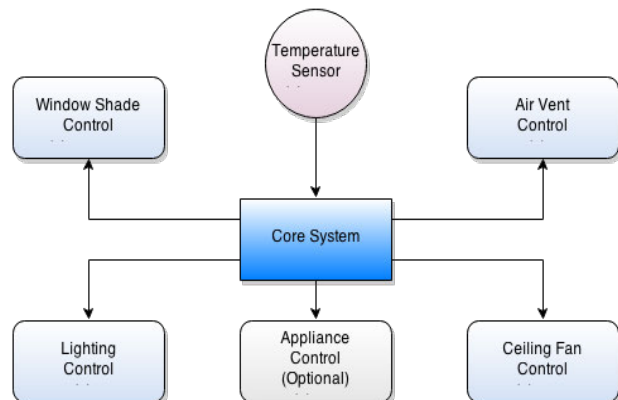 Temperature
Sensor
Window Shade
Control
Air Vent
Control
Core System
Lighting
Control
Appliance
Control
(Optional)
Ceiling Fan
Control